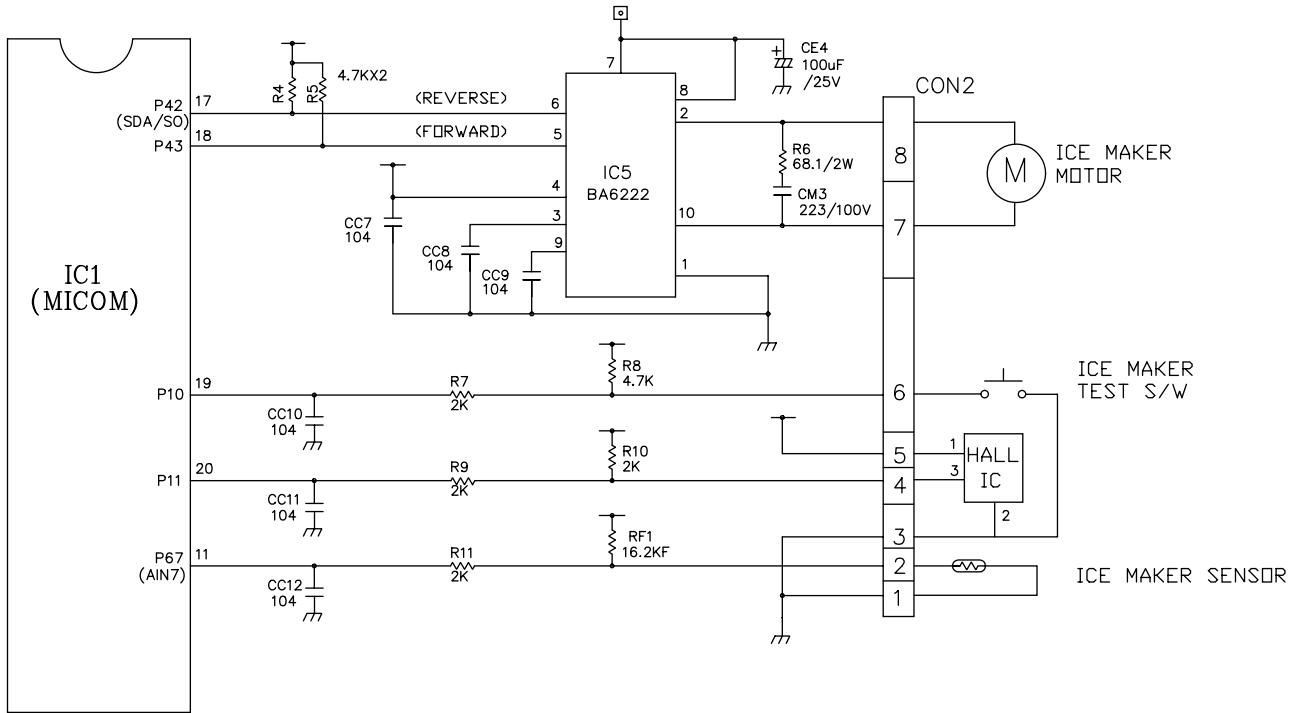 IC1
(MICOM)
P42
(SDA/SO)
17
P43
18
R4
R5
4.7KX2
(REVERSE)
(FORWARD)
6
5
4
3
9
7
8
2
10
1
IC5
BA6222
CE4
+
100uF
/25V
CC7
104
CC8
104
CC9
104
R6
68.1/2W
CM3
223/100V
CON2
8
7
6
5
4
3
2
1
M
ICE MAKER
MOTOR
P10
19
CC10
104
R7
2K
R8
4.7K
ICE MAKER
TEST S/W
P11
20
CC11
104
R9
2K
R10
2K
1
3
HALL
IC
2
P67
(AIN7)
11
CC12
104
R11
2K
RF1
16.2KF
ICE MAKER SENSOR